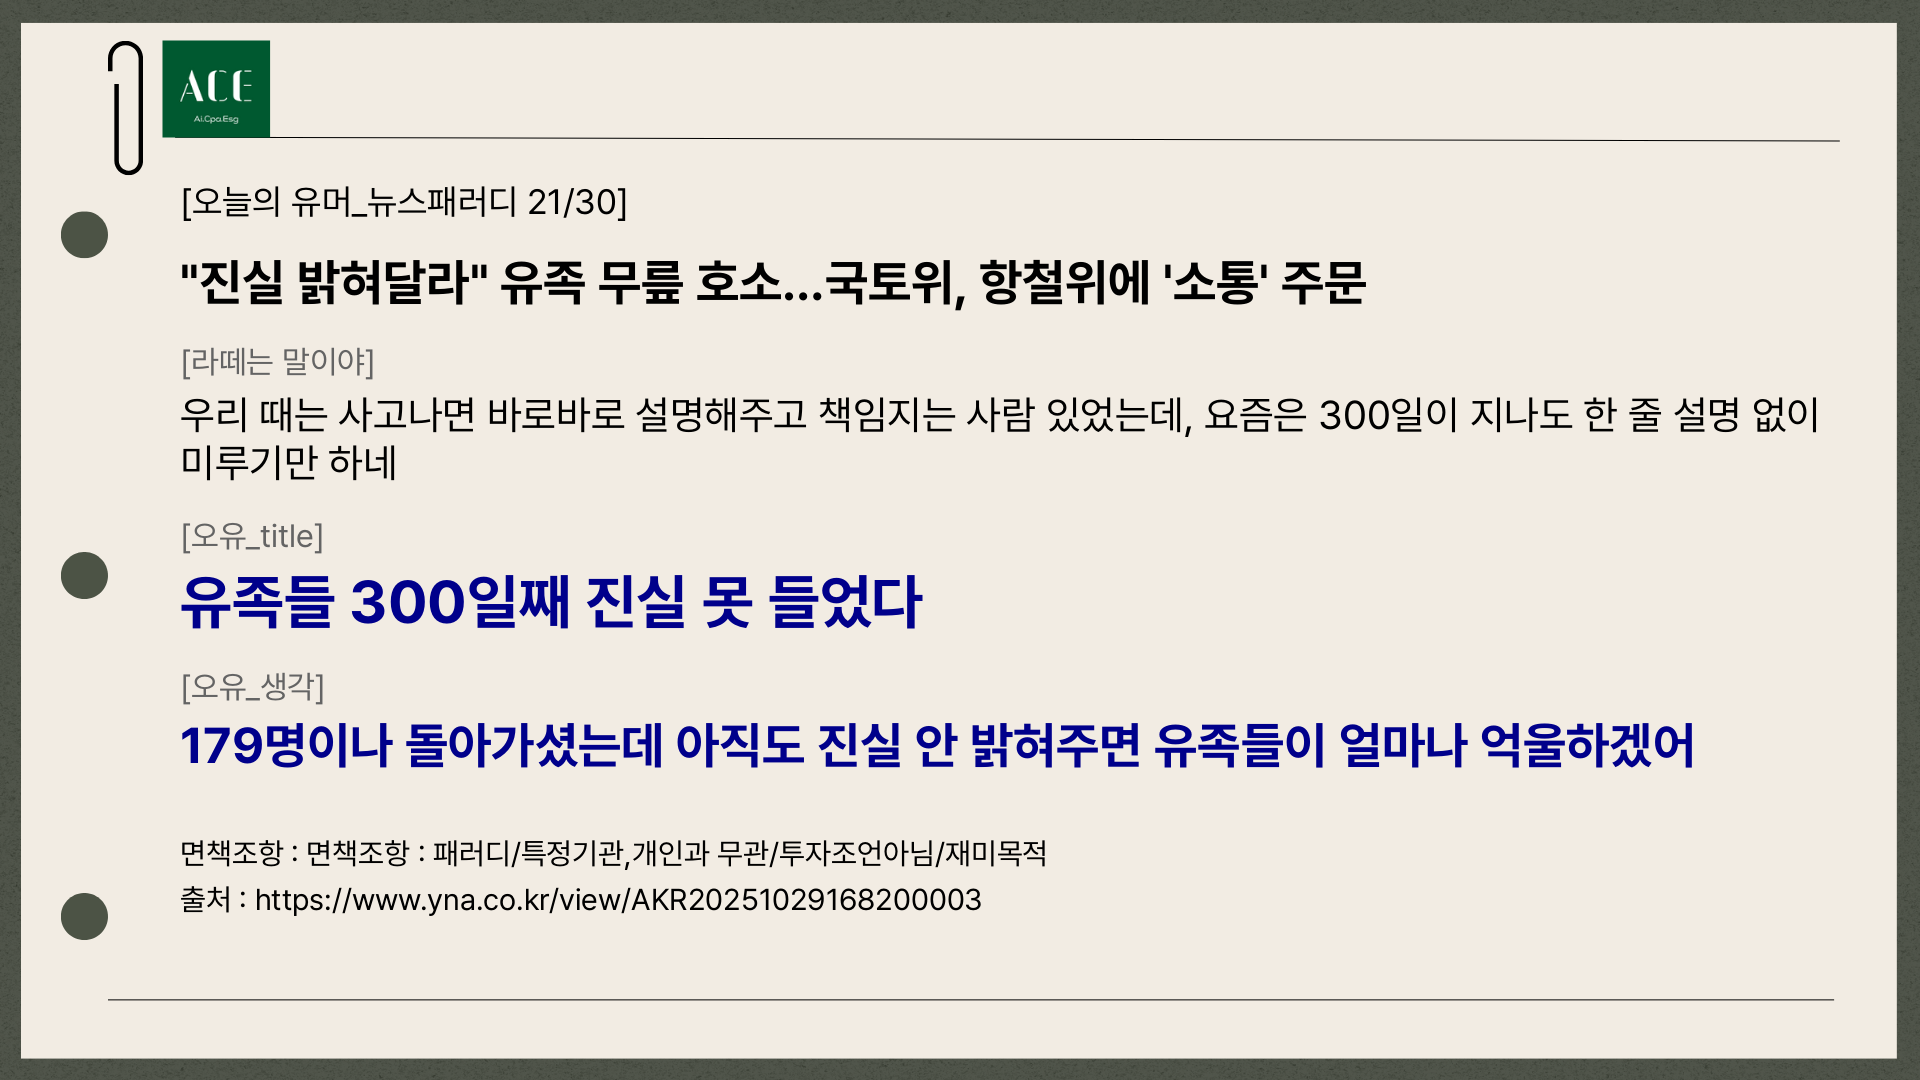 ACE
Ai.Cpa.Esg
[오늘의 유머_뉴스패러디 21/30]
"진실 밝혀달라" 유족 무릎 호소...국토위, 항철위에 '소통' 주문
[라떼는 말이야]
우리 때는 사고나면 바로바로 설명해주고 책임지는 사람 있었는데, 요즘은 300일이 지나도 한 줄 설명 없이
미루기만 하네
[오유_title]
유족들 300일째 진실 못 들었다
[오유_생각]
179명이나 돌아가셨는데 아직도 진실 안 밝혀주면 유족들이 얼마나 억울하겠어
면책조항 : 면책조항 : 패러디/특정기관,개인과 무관/투자조언아님/재미목적
출처 : https://www.yna.co.kr/view/AKR20251029168200003